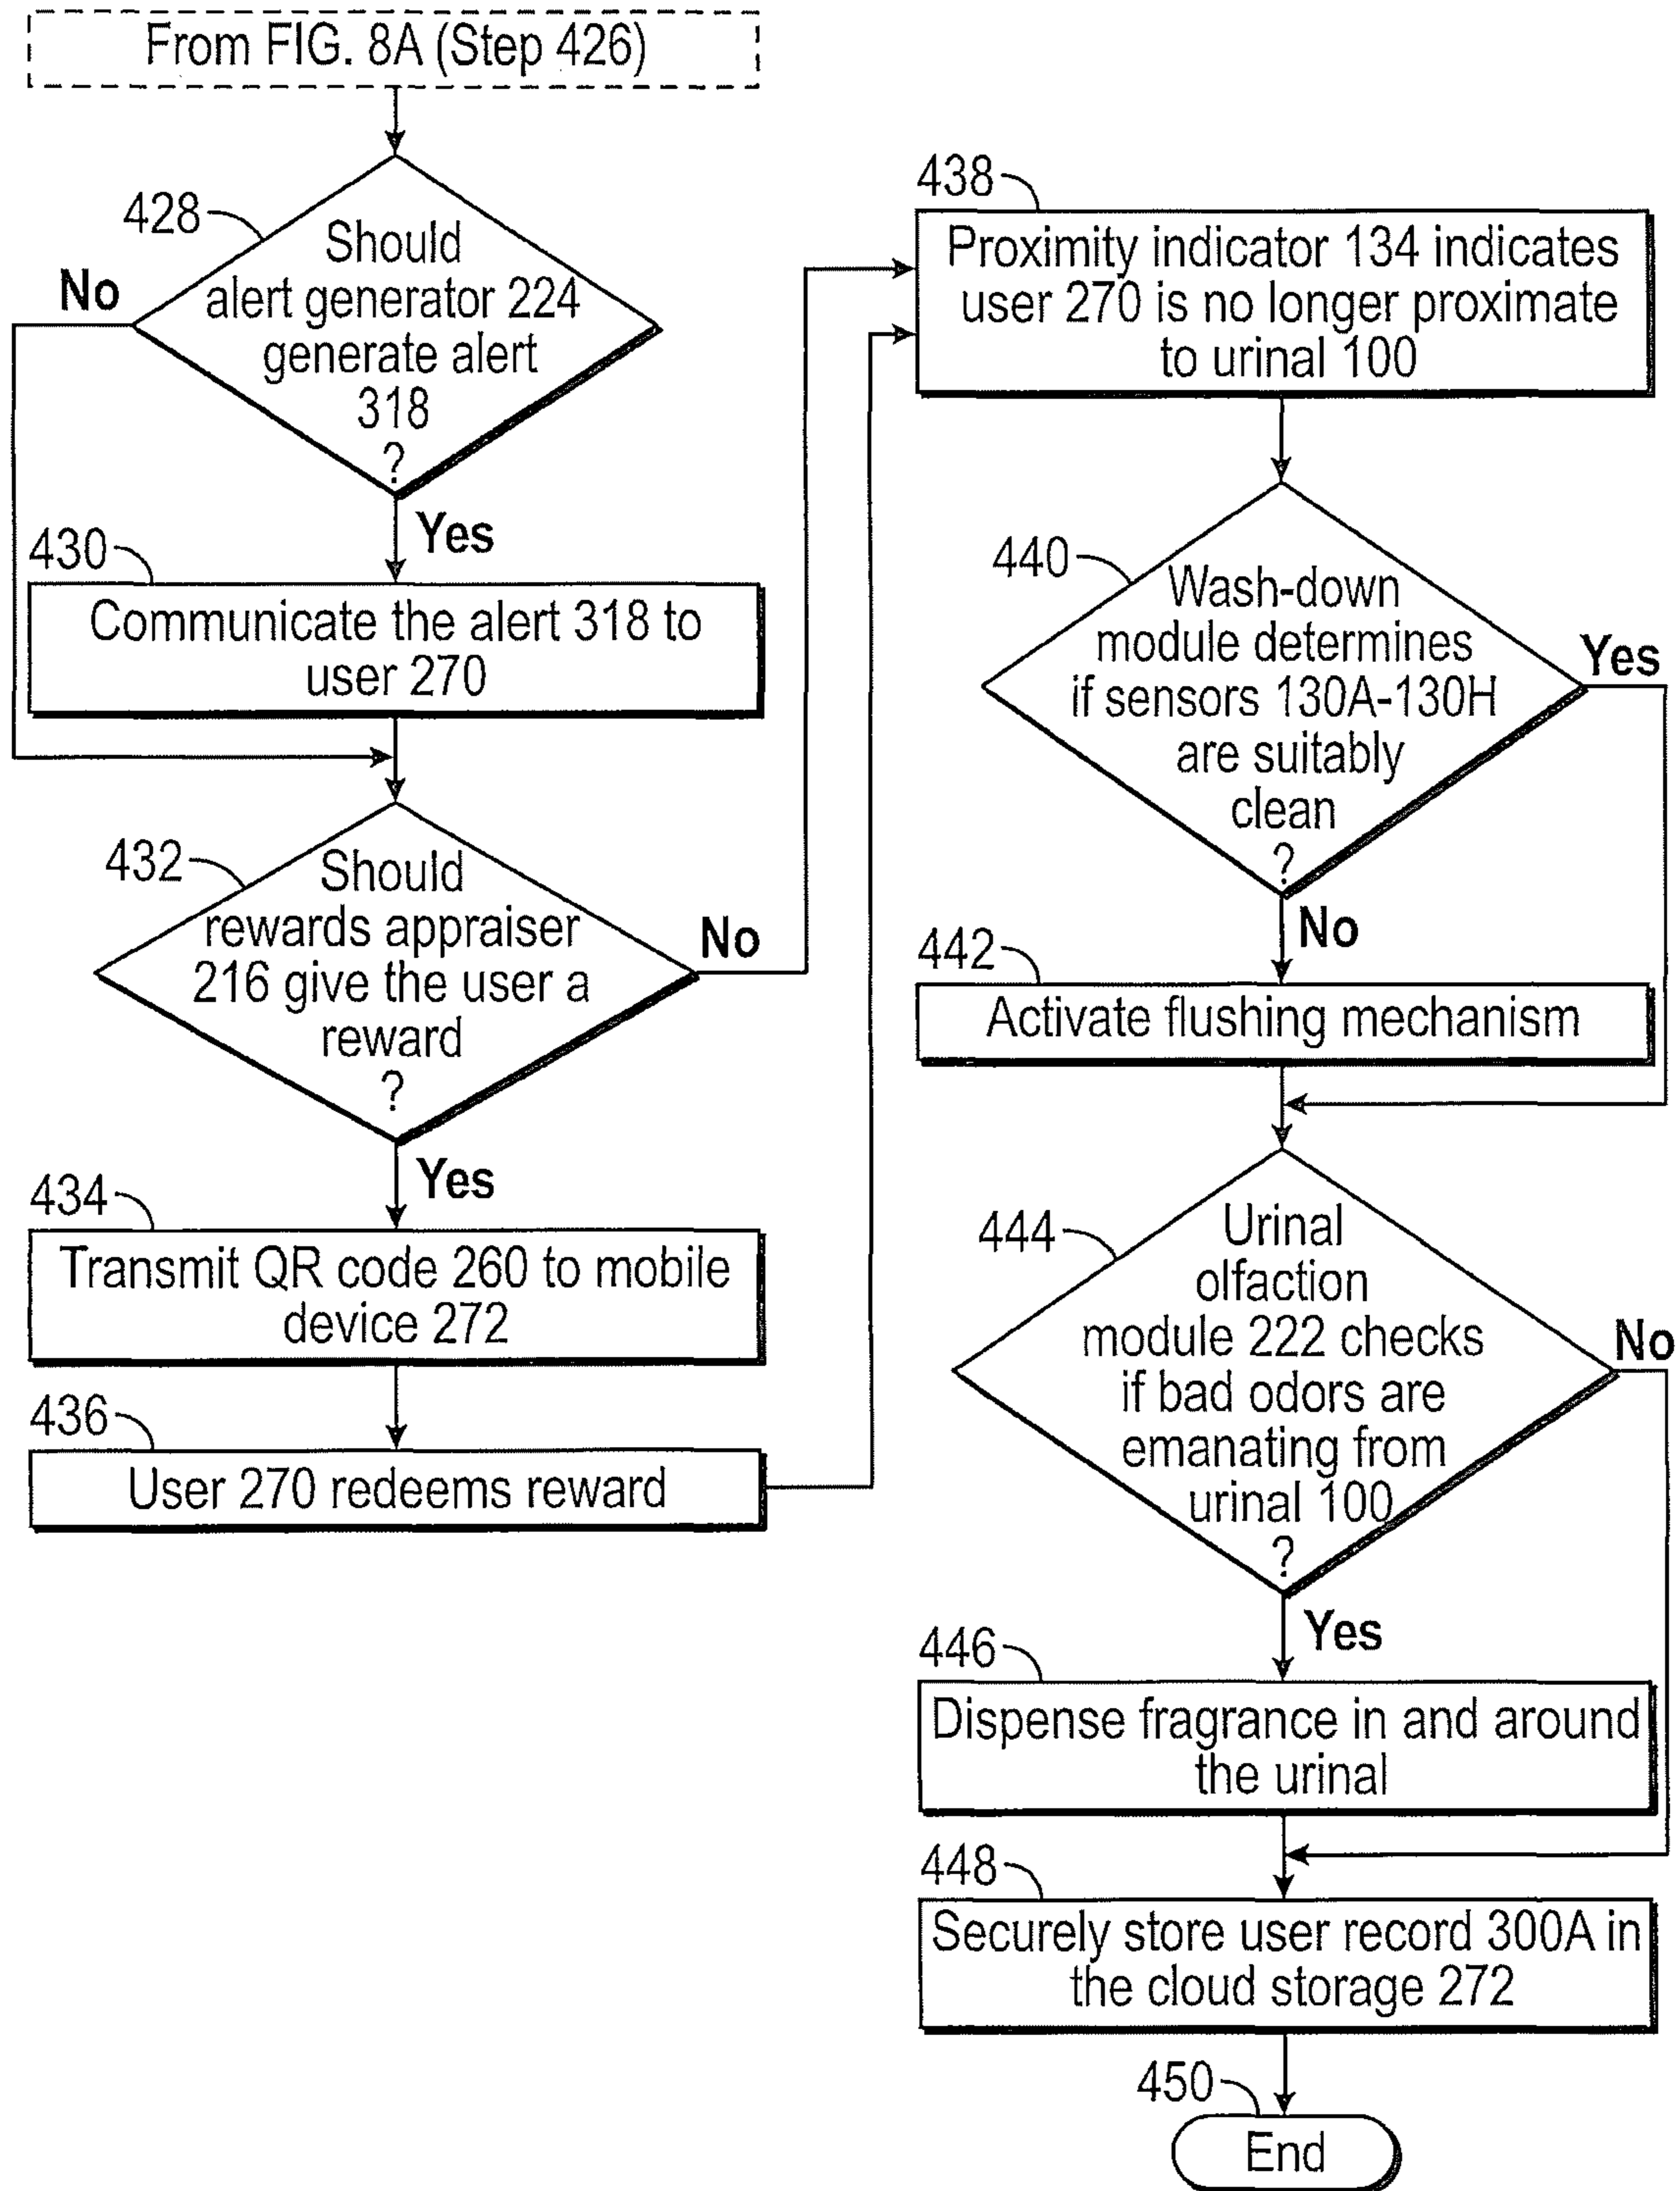 From FIG. 8A (Step 426)
428
Should
alert generator 224
generate alert
318
?
No
Yes
430
Communicate the alert 318 to
user 270
432
Should
rewards appraiser
216 give the user a
reward
?
No
Yes
434
Transmit QR code 260 to mobile
device 272
436
User 270 redeems reward
438
Proximity indicator 134 indicates
user 270 is no longer proximate
to urinal 100
440
Wash-down
module determines
if sensors 130A-130H
are suitably
clean
?
Yes
No
442
Activate flushing mechanism
444
Urinal
olfaction
module 222 checks
if bad odors are
emanating from
urinal 100
?
No
Yes
446
Dispense fragrance in and around
the urinal
448
Securely store user record 300A in
the cloud storage 272
450
End